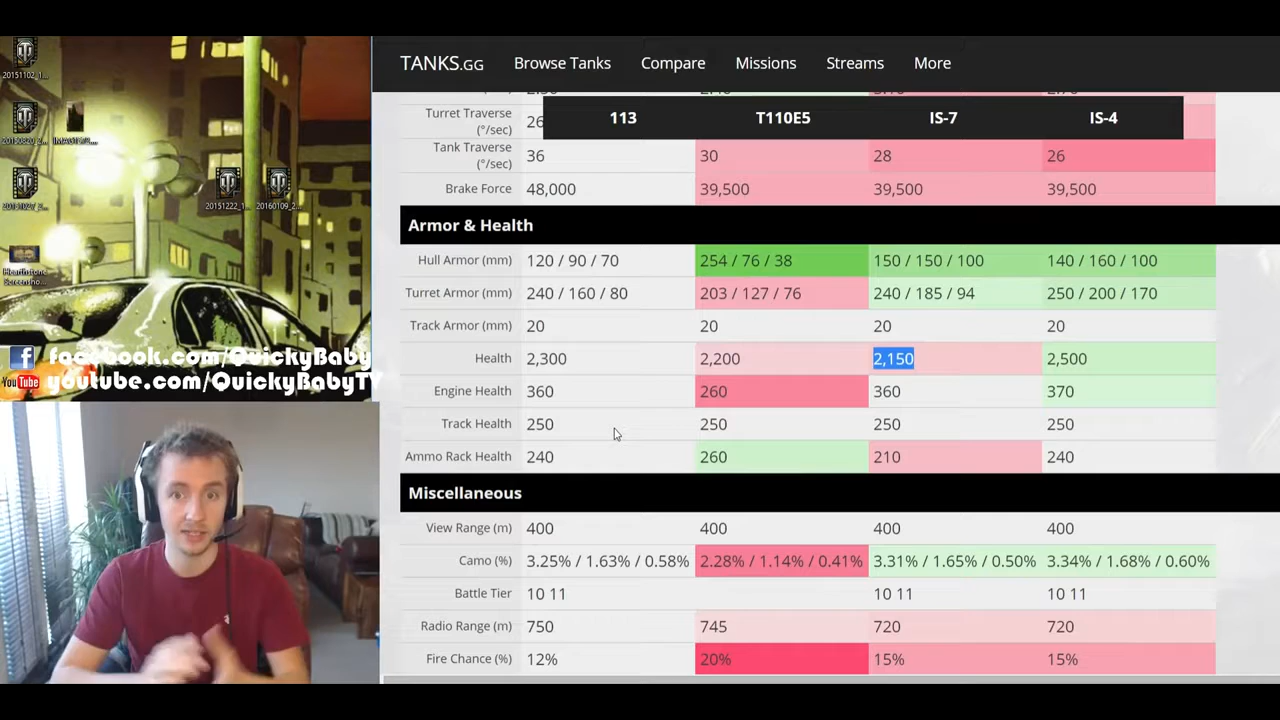 TANKS.GG Browse Tanks Compare Missions Streams More
113 T110E5 IS-7 IS-4
Turret Traverse (°/sec) 26
Tank Traverse (°/sec) 36 30 28 26
Brake Force 48,000 39,500 39,500 39,500
Armor & Health
Hull Armor (mm) 120 / 90 / 70 254 / 76 / 38 150 / 150 / 100 140 / 160 / 100
Turret Armor (mm) 240 / 160 / 80 203 / 127 / 76 240 / 185 / 94 250 / 200 / 170
Track Armor (mm) 20 20 20 20
Health 2,300 2,200 2,150 2,500
Engine Health 360 260 360 370
Track Health 250 250 250 250
Ammo Rack Health 240 260 210 240
Miscellaneous
View Range (m) 400 400 400 400
Camo (%) 3.25% / 1.63% / 0.58% 2.28% / 1.14% / 0.41% 3.31% / 1.65% / 0.50% 3.34% / 1.68% / 0.60%
Battle Tier 10 11 10 11 10 11
Radio Range (m) 750 745 720 720
Fire Chance (%) 12% 20% 15% 15%
20151102_1...
20151222_1...
20160109_2...
facebook.com/QuickyBaby
YouTube youtube.com/QuickyBabyTV